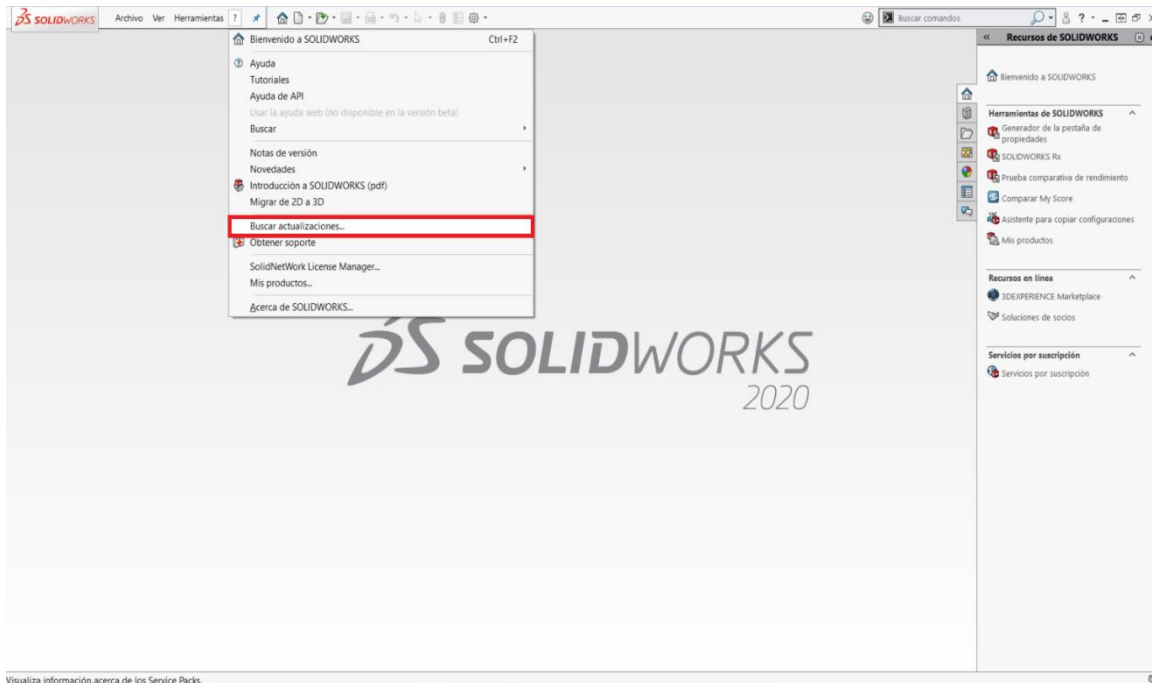 SOLIDWORKS Archivo Ver Herramientas ? Buscar comandos ?
Bienvenido a SOLIDWORKS Ctrl+F2
Ayuda
Tutoriales
Ayuda de API
Usar la ayuda web (no disponible en la versión beta)
Buscar
Notas de versión
Novedades
Introducción a SOLIDWORKS (pdf)
Migrar de 2D a 3D
Buscar actualizaciones...
Obtener soporte
SolidNetWork License Manager...
Mis productos...
Acerca de SOLIDWORKS...
SOLIDWORKS
2020
Recursos de SOLIDWORKS
Bienvenido a SOLIDWORKS
Herramientas de SOLIDWORKS
Generador de la pestaña de
propiedades
SOLIDWORKS Rx
Prueba comparativa de rendimiento
Comparar My Score
Asistente para copiar configuraciones
Mis productos
Recursos en línea
3DEXPERIENCE Marketplace
Soluciones de socios
Servicios por suscripción
Servicios por suscripción
Visualiza información acerca de los Service Packs.